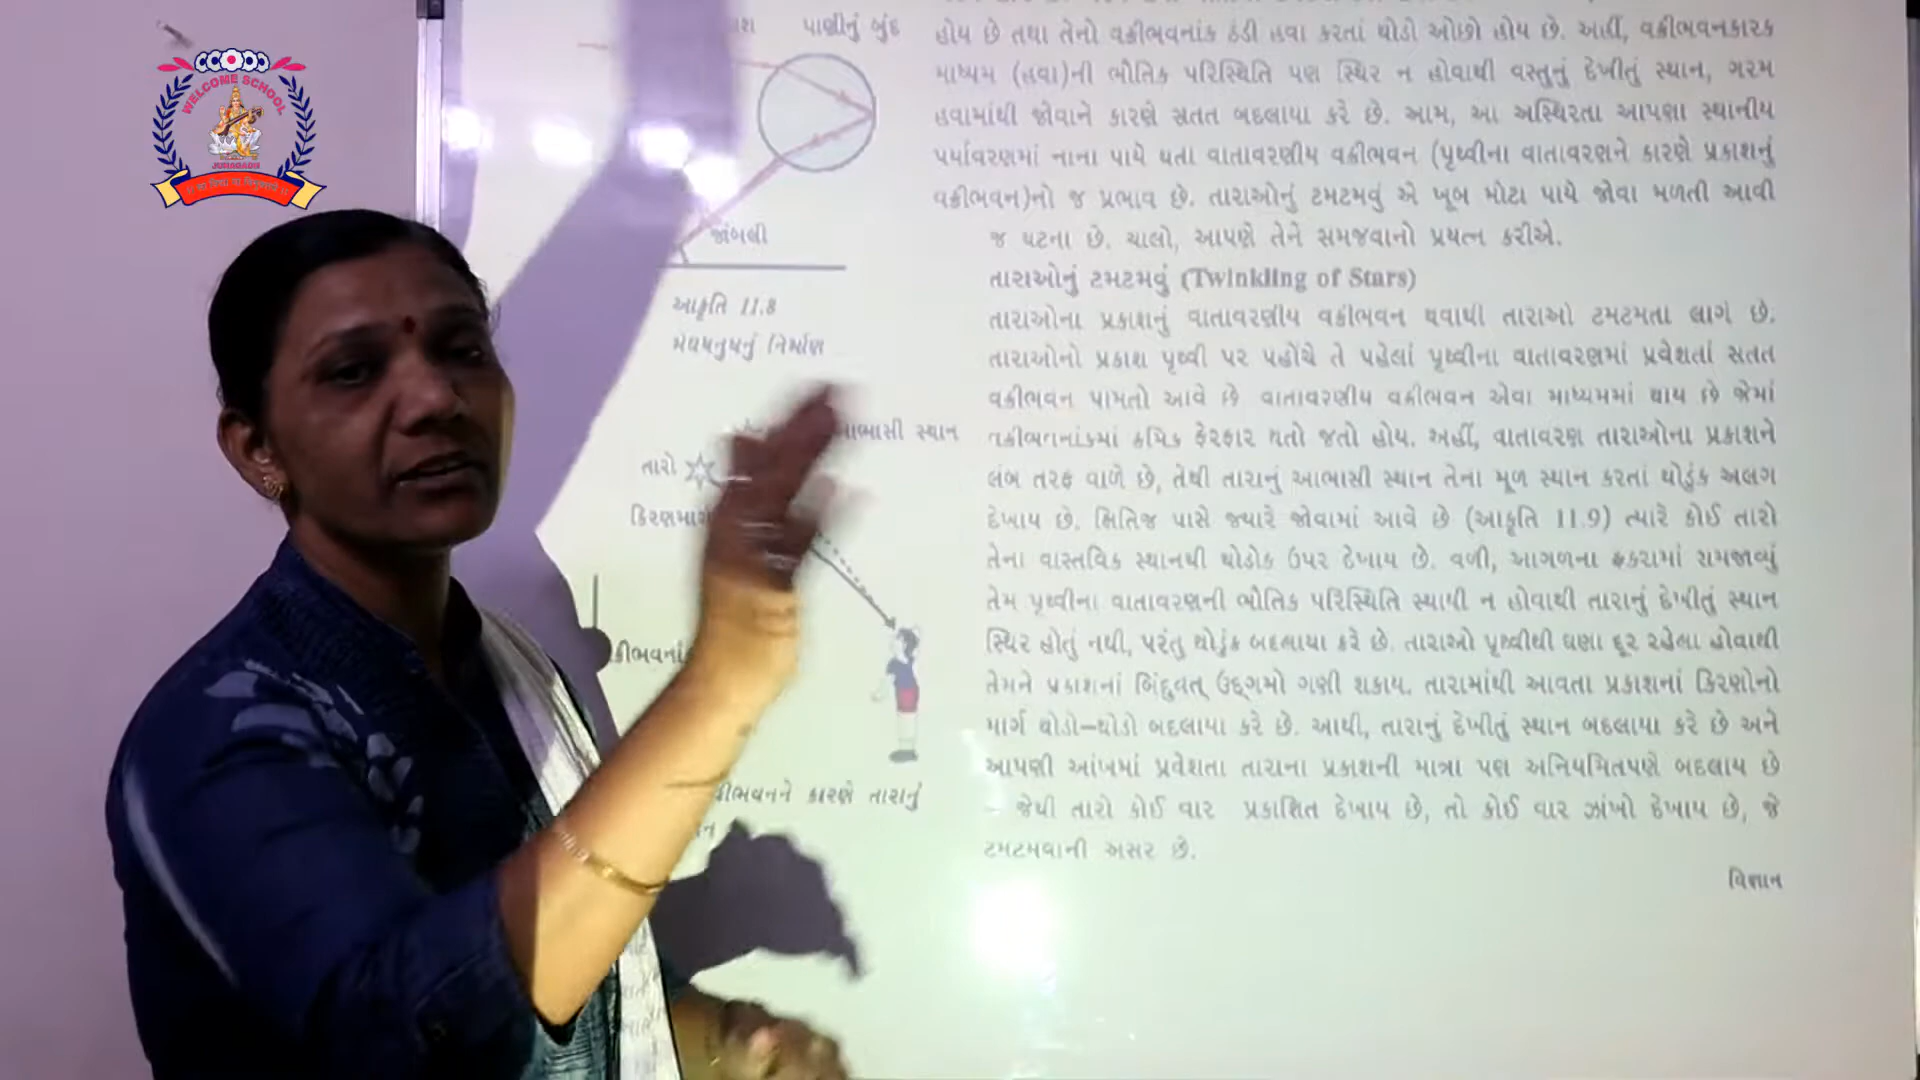 WELCOME SCHOOL
JUNAGADH
પાણીનું બુંદ
જાંબલી
આકૃતિ 11.8
મેઘધનુષનું નિર્માણ
આભાસી સ્થાન
તારો
કિરણમાર્ગ
વક્રીભવનને કારણે તારાનું
હોય છે તથા તેનો વક્રીભવનાંક ઠંડી હવા કરતાં થોડો ઓછો હોય છે. અહીં, વક્રીભવનકારક
માધ્યમ (હવા)ની ભૌતિક પરિસ્થિતિ પણ સ્થિર ન હોવાથી વસ્તુનું દેખીતું સ્થાન, ગરમ
હવામાંથી જોવાને કારણે સતત બદલાયા કરે છે. આમ, આ અસ્થિરતા આપણા સ્થાનીય
પર્યાવરણમાં નાના પાયે થતા વાતાવરણીય વક્રીભવન (પૃથ્વીના વાતાવરણને કારણે પ્રકાશનું
વક્રીભવન)નો જ પ્રભાવ છે. તારાઓનું ટમટમવું એ ખૂબ મોટા પાયે જોવા મળતી આવી
જ ઘટના છે. ચાલો, આપણે તેને સમજવાનો પ્રયત્ન કરીએ.
તારાઓનું ટમટમવું (Twinkling of Stars)
તારાઓના પ્રકાશનું વાતાવરણીય વક્રીભવન થવાથી તારાઓ ટમટમતા લાગે છે.
તારાઓનો પ્રકાશ પૃથ્વી પર પહોંચે તે પહેલાં પૃથ્વીના વાતાવરણમાં પ્રવેશતાં સતત
વક્રીભવન પામતો આવે છે વાતાવરણીય વક્રીભવન એવા માધ્યમમાં થાય છે જેમાં
વક્રીભવનાંકમાં ક્રમિક ફેરફાર થતો જતો હોય. અહીં, વાતાવરણ તારાઓના પ્રકાશને
લંબ તરફ વાળે છે, તેથી તારાનું આભાસી સ્થાન તેના મૂળ સ્થાન કરતાં થોડુંક અલગ
દેખાય છે. ક્ષિતિજ પાસે જ્યારે જોવામાં આવે છે (આકૃતિ 11.9) ત્યારે કોઈ તારો
તેના વાસ્તવિક સ્થાનથી થોડોક ઉપર દેખાય છે. વળી, આગળના ફકરામાં સમજાવ્યું
તેમ પૃથ્વીના વાતાવરણની ભૌતિક પરિસ્થિતિ સ્થાયી ન હોવાથી તારાનું દેખીતું સ્થાન
સ્થિર હોતું નથી, પરંતુ થોડુંક બદલાયા કરે છે. તારાઓ પૃથ્વીથી ઘણા દૂર રહેલા હોવાથી
તેમને પ્રકાશનાં બિંદુવત્ ઉદ્ગમો ગણી શકાય. તારામાંથી આવતા પ્રકાશનાં કિરણોનો
માર્ગ થોડો–થોડો બદલાયા કરે છે. આથી, તારાનું દેખીતું સ્થાન બદલાયા કરે છે અને
આપણી આંખમાં પ્રવેશતા તારાના પ્રકાશની માત્રા પણ અનિયમિતપણે બદલાય છે
– જેથી તારો કોઈ વાર પ્રકાશિત દેખાય છે, તો કોઈ વાર ઝાંખો દેખાય છે, જે
ટમટમવાની અસર છે.
વિજ્ઞાન